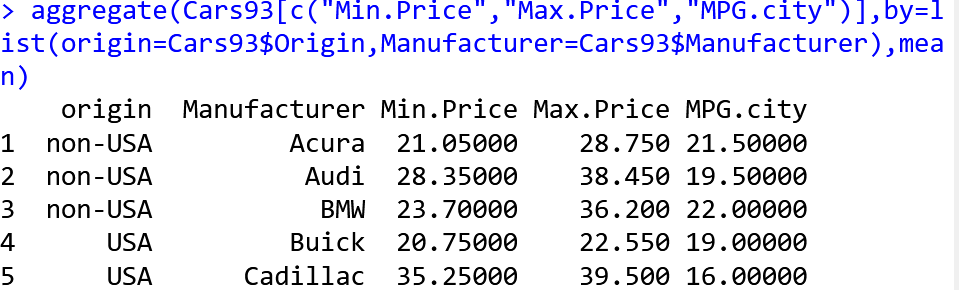 > aggregate(Cars93[c("Min.Price","Max.Price","MPG.city")],by=l
ist(origin=Cars93$Origin,Manufacturer=Cars93$Manufacturer),mea
n)
origin Manufacturer Min.Price Max.Price MPG.city
1 non-USA Acura 21.05000 28.750 21.50000
2 non-USA Audi 28.35000 38.450 19.50000
3 non-USA BMW 23.70000 36.200 22.00000
4 USA Buick 20.75000 22.550 19.00000
5 USA Cadillac 35.25000 39.500 16.00000